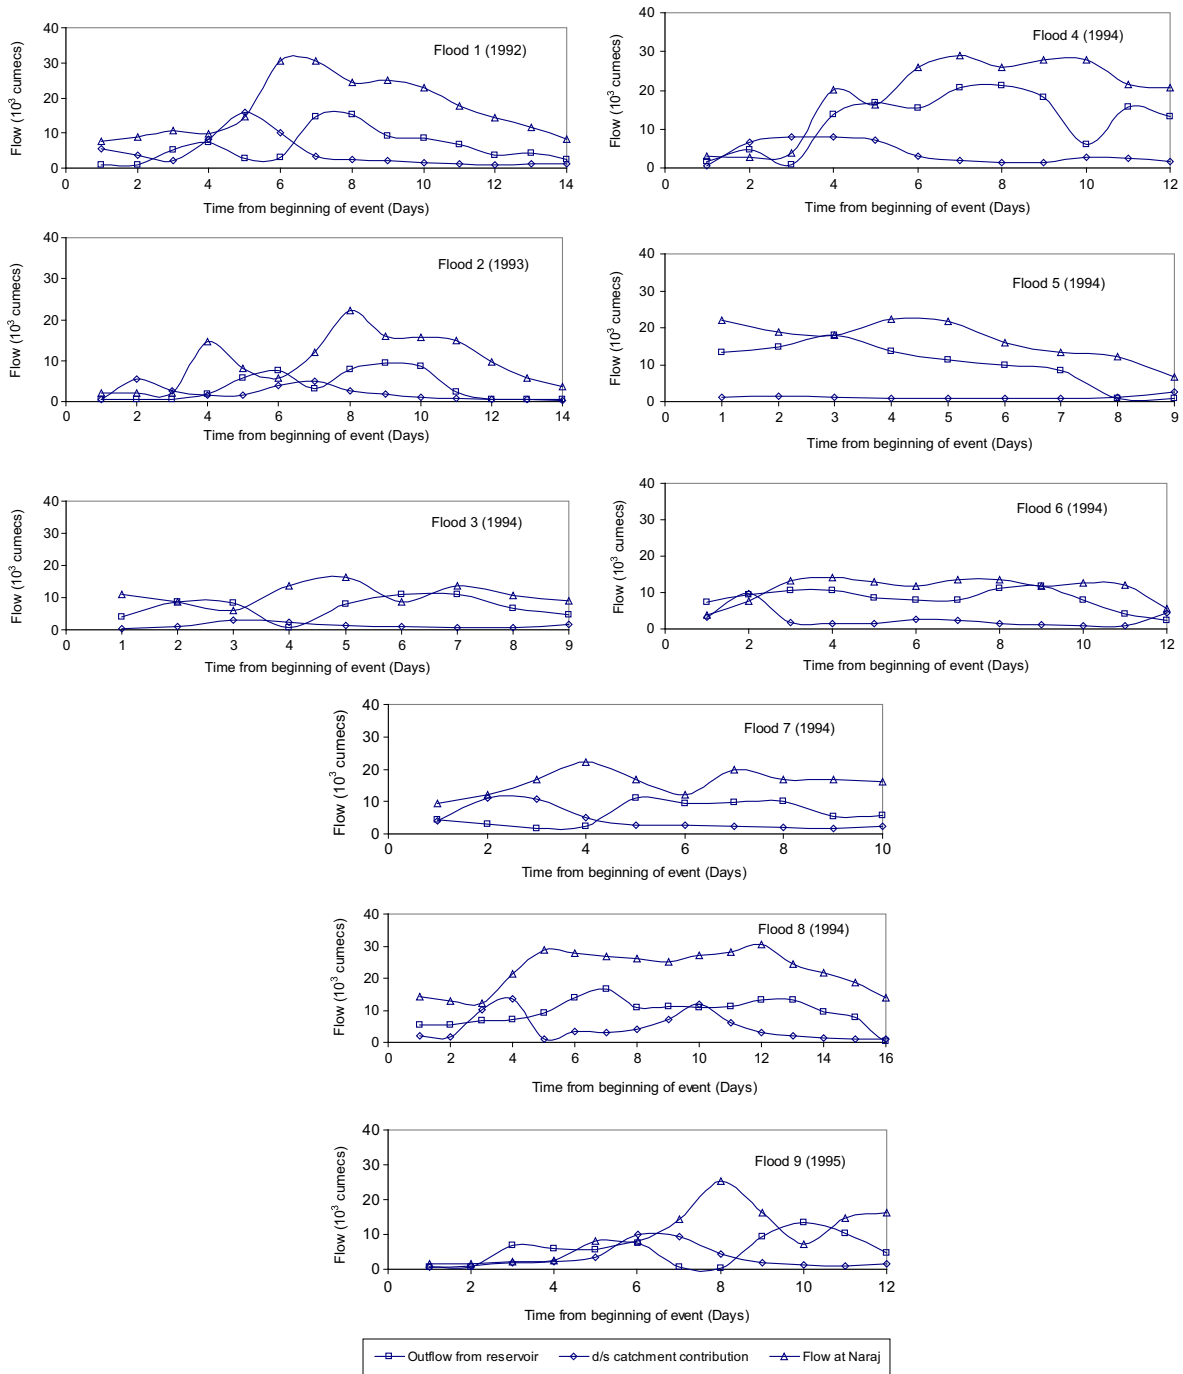 Flood 1 (1992)
Flow (10³ cumecs)
40
30
20
10
0
0 2 4 6 8 10 12 14
Time from beginning of event (Days)
Flood 4 (1994)
Flow (10³ cumecs)
40
30
20
10
0
0 2 4 6 8 10 12
Time from beginning of event (Days)
Flood 2 (1993)
Flow (10³ cumecs)
40
30
20
10
0
0 2 4 6 8 10 12 14
Time from beginning of event (Days)
Flood 5 (1994)
Flow (10³ cumecs)
40
30
20
10
0
0 1 2 3 4 5 6 7 8 9
Time from beginning of event (Days)
Flood 3 (1994)
Flow (10³ cumecs)
40
30
20
10
0
0 1 2 3 4 5 6 7 8 9
Time from beginning of event (Days)
Flood 6 (1994)
Flow (10³ cumecs)
40
30
20
10
0
0 2 4 6 8 10 12
Time from beginning of event (Days)
Flood 7 (1994)
Flow (10³ cumecs)
40
30
20
10
0
0 2 4 6 8 10
Time from beginning of event (Days)
Flood 8 (1994)
Flow (10³ cumecs)
40
30
20
10
0
0 2 4 6 8 10 12 14 16
Time from beginning of event (Days)
Flood 9 (1995)
Flow (10³ cumecs)
40
30
20
10
0
0 2 4 6 8 10 12
Time from beginning of event (Days)
Outflow from reservoir d/s catchment contribution Flow at Naraj